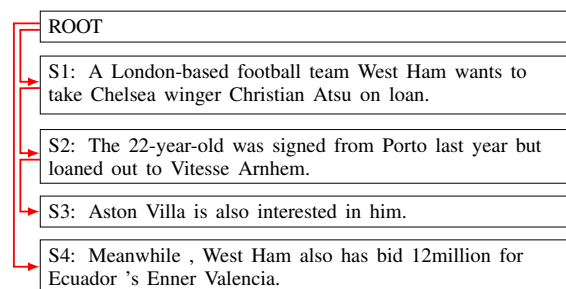 ROOT
S1: A London-based football team West Ham wants to
take Chelsea winger Christian Atsu on loan.
S2: The 22-year-old was signed from Porto last year but
loaned out to Vitesse Arnhem.
S3: Aston Villa is also interested in him.
S4: Meanwhile , West Ham also has bid 12million for
Ecuador 's Enner Valencia.